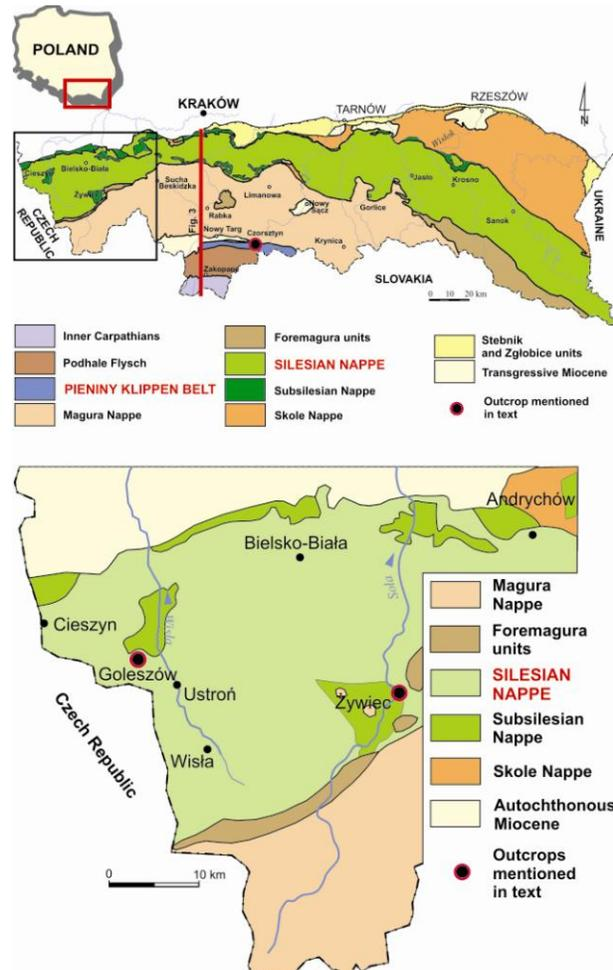 POLAND
KRAKÓW
TARNÓW
RZESZÓW
N
Wisłok
Cieszyn
Bielsko-Biała
Żywiec
Sucha
Beskidzka
Fig. 3
Rabka
Limanowa
Nowy
Sącz
Gorlice
Jasło
Krosno
Sanok
Nowy Targ
Czorsztyn
Krynica
Zakopane
CZECH
REPUBLIC
UKRAINE
SLOVAKIA
10 20 km
Inner Carpathians
Podhale Flysch
PIENINY KLIPPEN BELT
Magura Nappe
Foremagura units
SILESIAN NAPPE
Subsilesian Nappe
Skole Nappe
Stebnik
and Zgłobice units
Transgressive Miocene
Outcrop mentioned
in text
Andrychów
Bielsko-Biała
Cieszyn
Wisła
Soła
Goleszów
Ustroń
Żywiec
Wisła
Czech Republic
0 10 km
Magura
Nappe
Foremagura
units
SILESIAN
NAPPE
Subsilesian
Nappe
Skole Nappe
Autochthonous
Miocene
Outcrops
mentioned
in text